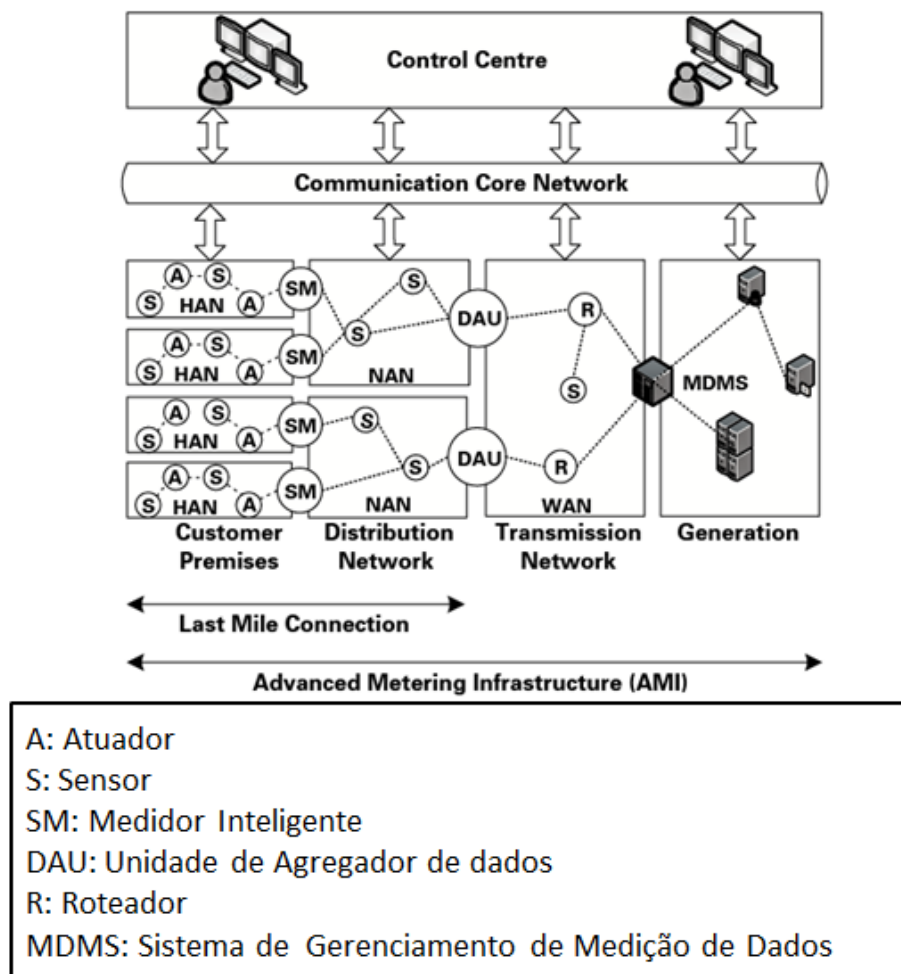 Control Centre
Communication Core Network
A S
S HAN A
SM
S
S
NAN
DAU
R
S
MDMS
A S
S HAN A
SM
A S
S HAN A
SM
S
S
NAN
DAU
R
WAN
A S
S HAN A
SM
Customer Premises
Distribution Network
Transmission Network
Generation
Last Mile Connection
Advanced Metering Infrastructure (AMI)
A: Atuador
S: Sensor
SM: Medidor Inteligente
DAU: Unidade de Agregador de dados
R: Roteador
MDMS: Sistema de Gerenciamento de Medição de Dados